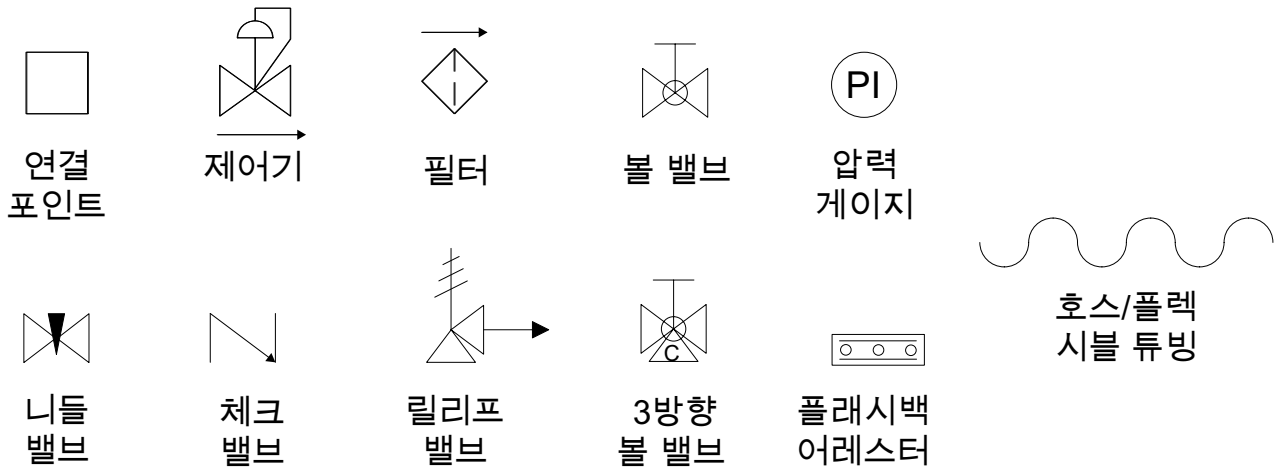 PI
연결
포인트
제어기
필터
볼 밸브
압력
게이지
호스/플렉
시블 튜빙
C
니들
밸브
체크
밸브
릴리프
밸브
3방향
볼 밸브
플래시백
어레스터